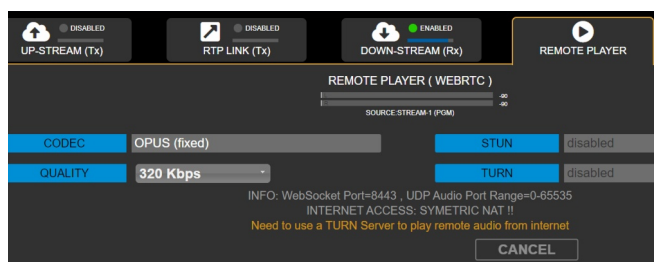 DISABLED
UP-STREAM (Tx)
DISABLED
RTP LINK (Tx)
ENABLED
DOWN-STREAM (Rx)
REMOTE PLAYER
REMOTE PLAYER ( WEBRTC )
-90
-90
SOURCE:STREAM-1 (PGM)
CODEC
OPUS (fixed)
STUN
disabled
QUALITY
320 Kbps
TURN
disabled
INFO: WebSocket Port=8443 , UDP Audio Port Range=0-65535
INTERNET ACCESS: SYMETRIC NAT !!
Need to use a TURN Server to play remote audio from internet
CANCEL